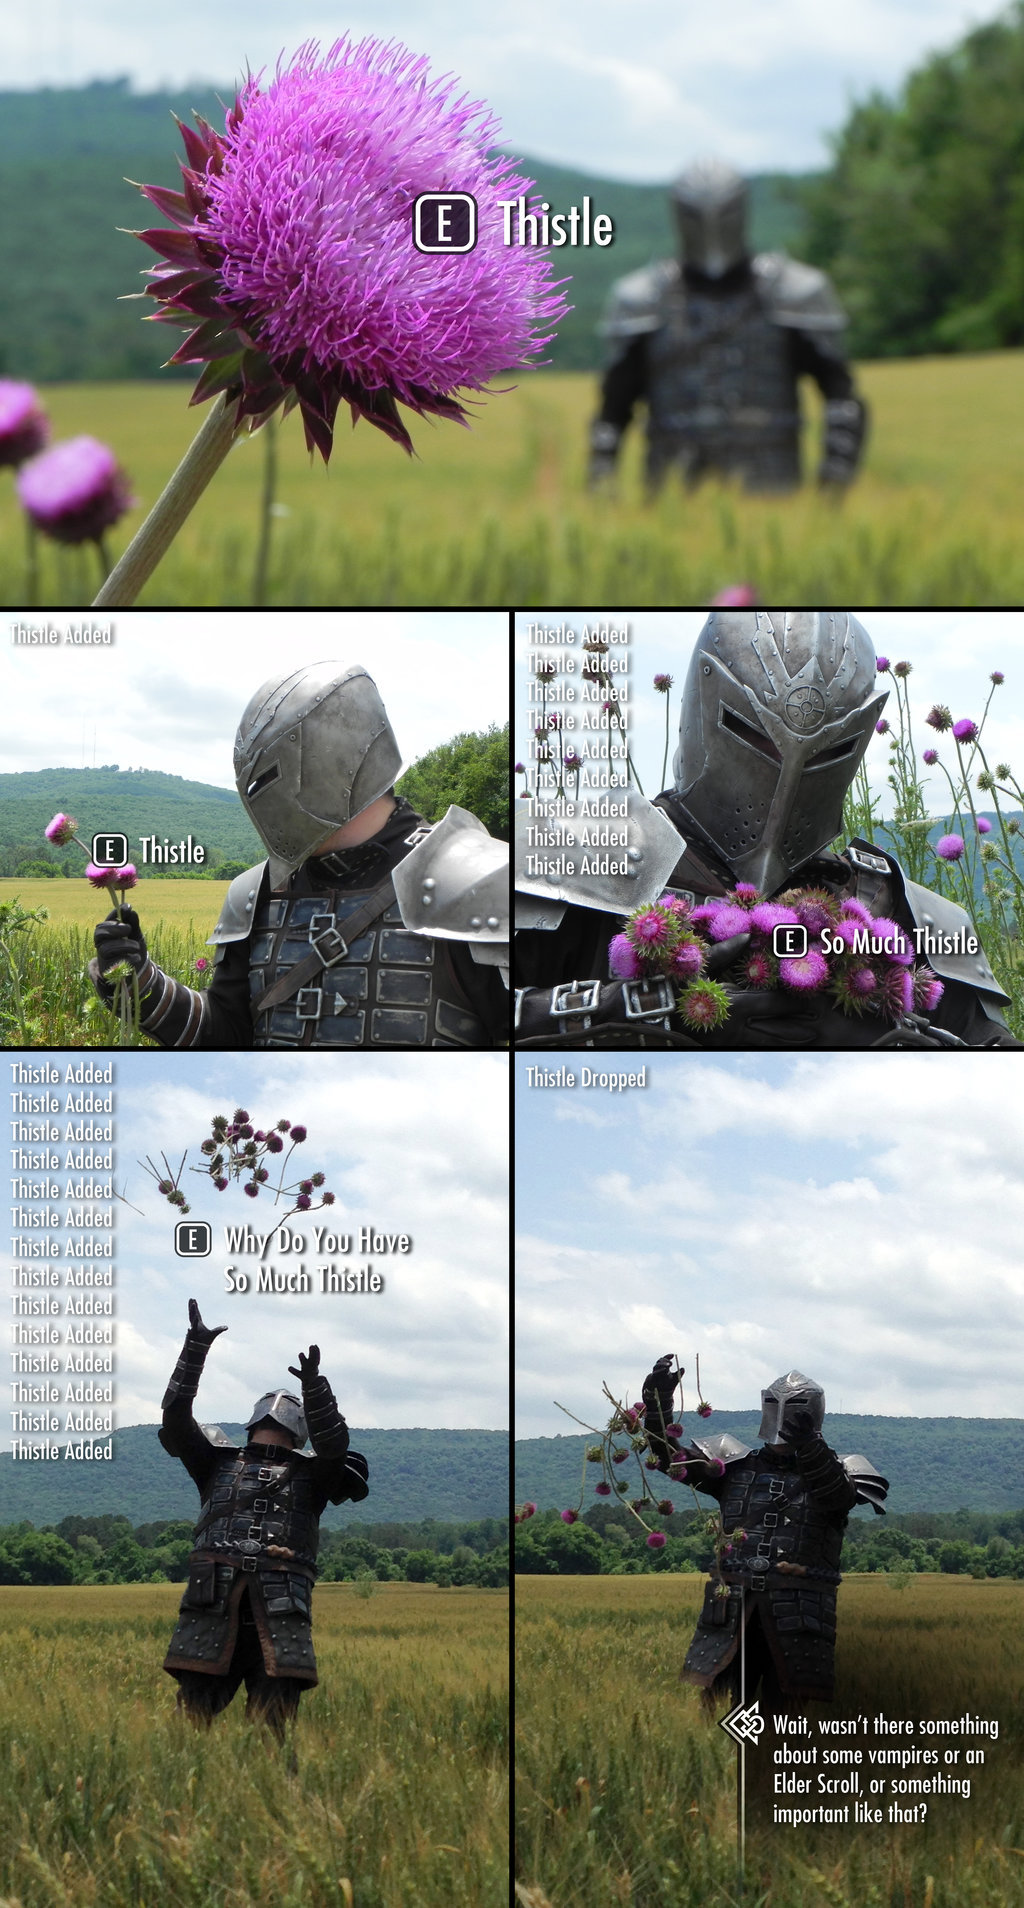 E Thistle
Thistle Added
E Thistle
Thistle Added
Thistle Added
Thistle Added
Thistle Added
Thistle Added
Thistle Added
Thistle Added
Thistle Added
Thistle Added
E So Much Thistle
Thistle Added
Thistle Added
Thistle Added
Thistle Added
Thistle Added
Thistle Added
Thistle Added
Thistle Added
Thistle Added
Thistle Added
Thistle Added
Thistle Added
Thistle Added
Thistle Added
E Why Do You Have
So Much Thistle
Thistle Dropped
Wait, wasn't there something
about some vampires or an
Elder Scroll, or something
important like that?